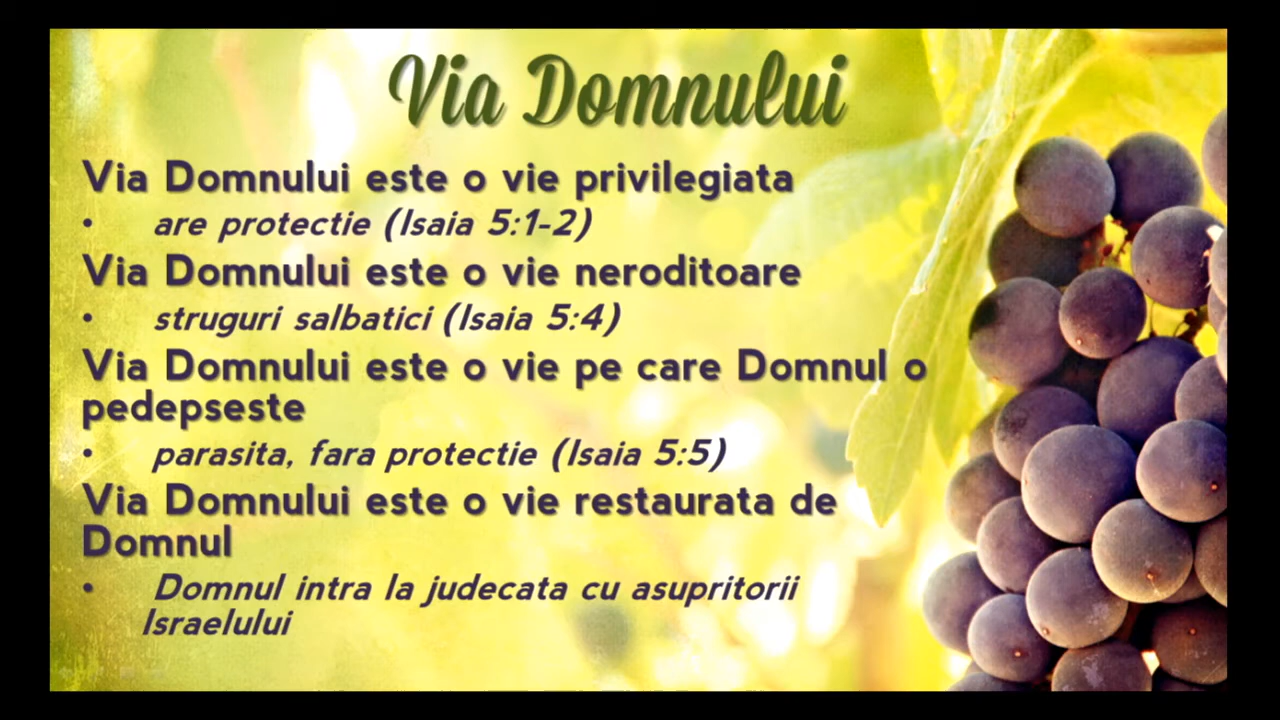 Via Domnului
Via Domnului este o vie privilegiata
• are protectie (Isaia 5:1-2)
Via Domnului este o vie neroditoare
• struguri salbatici (Isaia 5:4)
Via Domnului este o vie pe care Domnul o
pedepseste
• parasita, fara protectie (Isaia 5:5)
Via Domnului este o vie restaurata de
Domnul
• Domnul intra la judecata cu asupritorii
Israelului